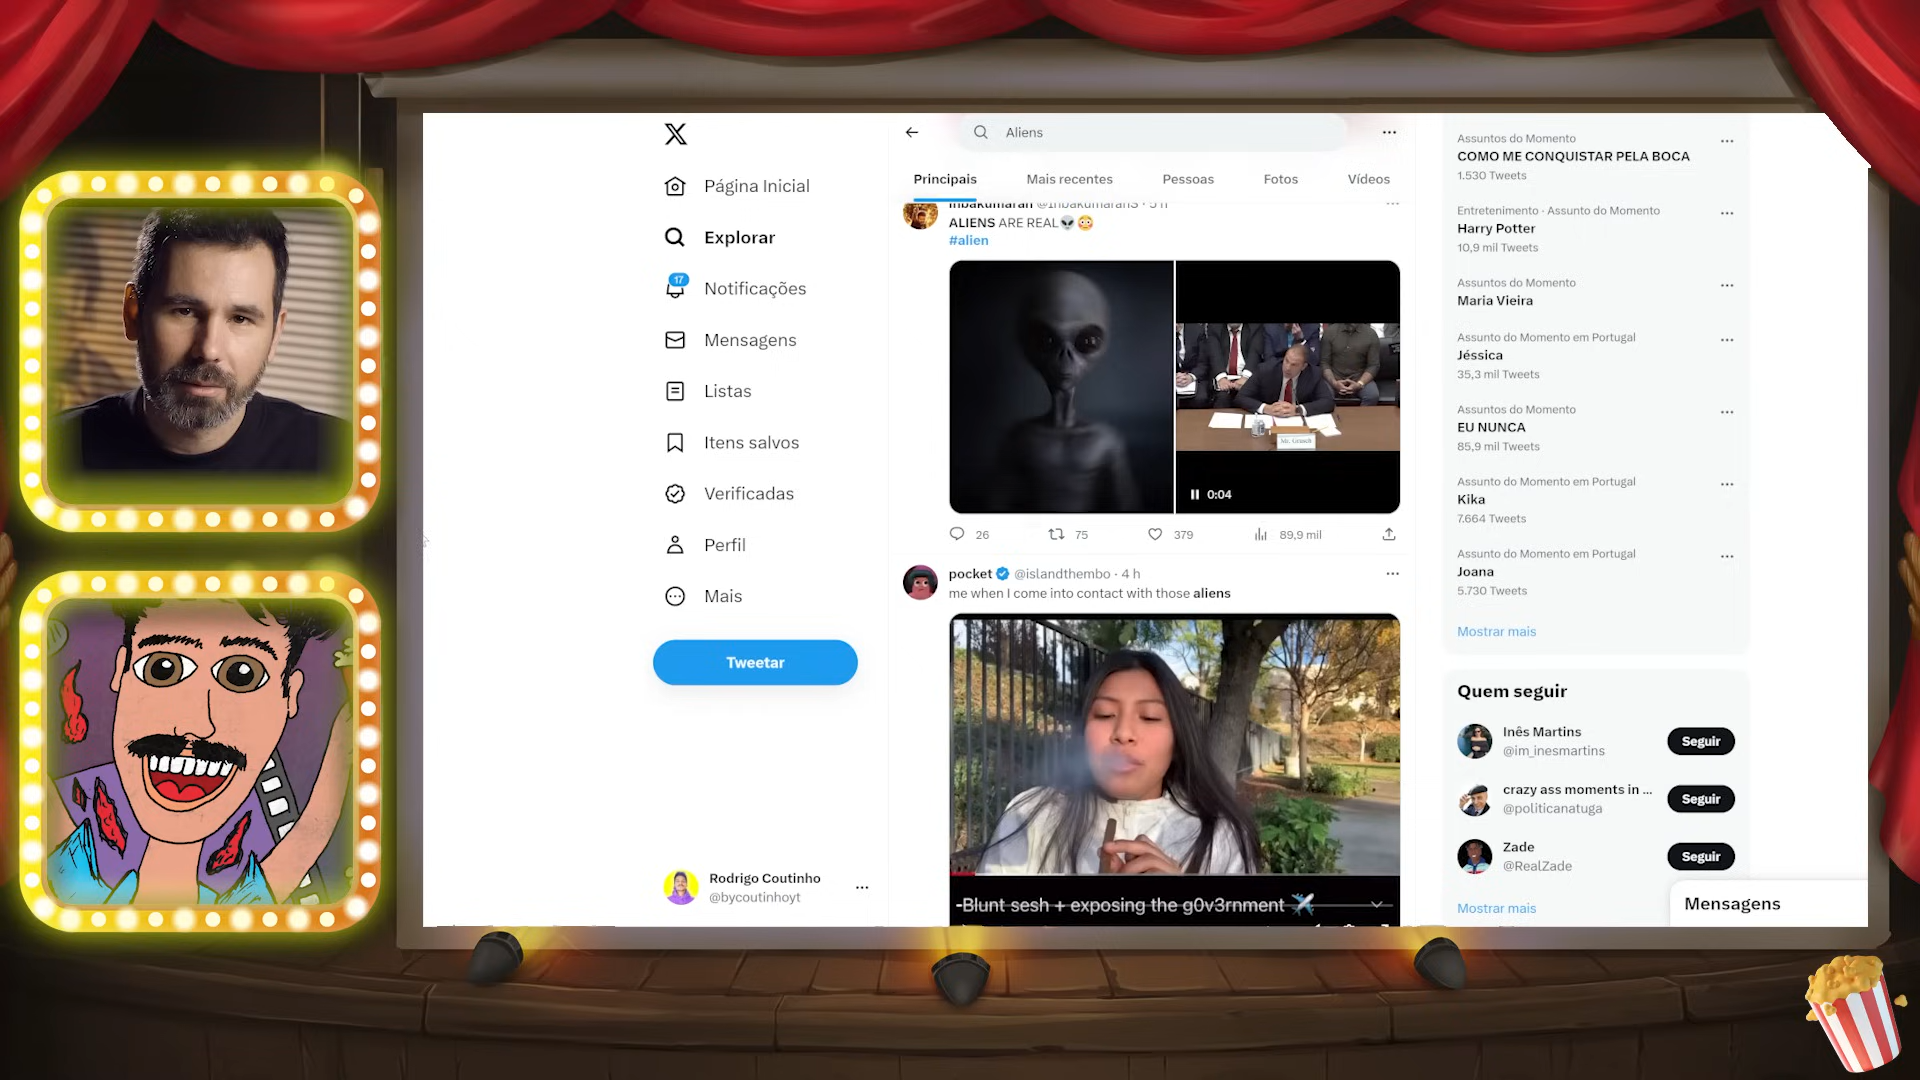 Página Inicial
Explorar
17
Notificações
Mensagens
Listas
Itens salvos
Verificadas
Perfil
Mais
Tweetar
Rodrigo Coutinho
@bycoutinhoyt
Aliens
Principais
Mais recentes
Pessoas
Fotos
Vídeos
ALIENS ARE REAL👽😳
#alien
Mr. Grusch
0:04
26
75
379
89,9 mil
pocket @islandthembo · 4 h
me when I come into contact with those aliens
-Blunt sesh + exposing the g0v3rnment ✈️
Assuntos do Momento
COMO ME CONQUISTAR PELA BOCA
1.530 Tweets
Entretenimento · Assunto do Momento
Harry Potter
10,9 mil Tweets
Assuntos do Momento
Maria Vieira
Assunto do Momento em Portugal
Jéssica
35,3 mil Tweets
Assuntos do Momento
EU NUNCA
85,9 mil Tweets
Assunto do Momento em Portugal
Kika
7.664 Tweets
Assunto do Momento em Portugal
Joana
5.730 Tweets
Mostrar mais
Quem seguir
Inês Martins
@im_inesmartins
Seguir
crazy ass moments in ...
@politicanatuga
Seguir
Zade
@RealZade
Seguir
Mostrar mais
Mensagens